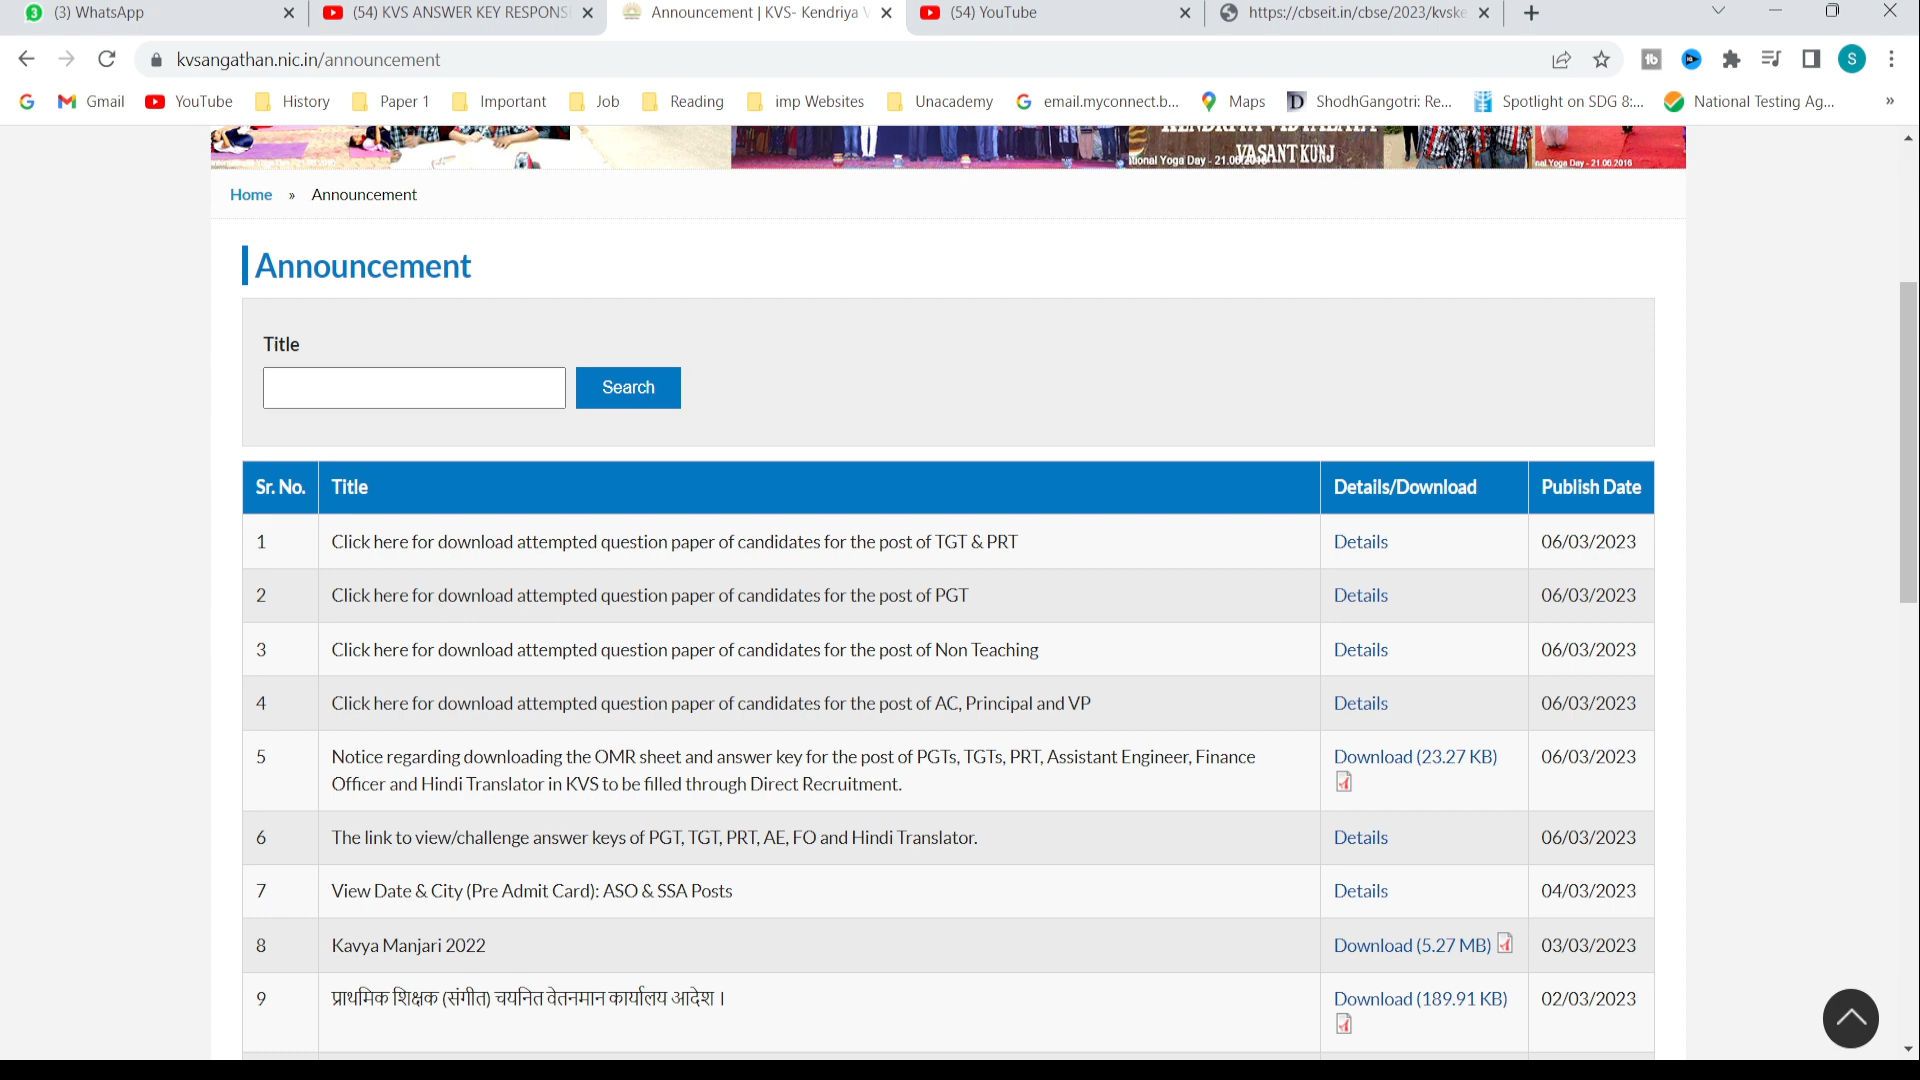 (3) WhatsApp
(54) KVS ANSWER KEY RESPONS
Announcement | KVS- Kendriya V
(54) YouTube
https://cbseit.in/cbse/2023/kvske
kvsangathan.nic.in/announcement
S
Gmail
YouTube
History
Paper 1
Important
Job
Reading
imp Websites
Unacademy
email.myconnect.b...
Maps
ShodhGangotri: Re...
Spotlight on SDG 8:...
National Testing Ag...
»
VASANT KUNJ
Home » Announcement
Announcement
Title
Search
Sr. No. Title Details/Download Publish Date
1 Click here for download attempted question paper of candidates for the post of TGT & PRT Details 06/03/2023
2 Click here for download attempted question paper of candidates for the post of PGT Details 06/03/2023
3 Click here for download attempted question paper of candidates for the post of Non Teaching Details 06/03/2023
4 Click here for download attempted question paper of candidates for the post of AC, Principal and VP Details 06/03/2023
5 Notice regarding downloading the OMR sheet and answer key for the post of PGTs, TGTs, PRT, Assistant Engineer, Finance Download (23.27 KB) 06/03/2023
Officer and Hindi Translator in KVS to be filled through Direct Recruitment.
6 The link to view/challenge answer keys of PGT, TGT, PRT, AE, FO and Hindi Translator. Details 06/03/2023
7 View Date & City (Pre Admit Card): ASO & SSA Posts Details 04/03/2023
8 Kavya Manjari 2022 Download (5.27 MB) 03/03/2023
9 प्राथमिक शिक्षक (संगीत) चयनित वेतनमान कार्यालय आदेश । Download (189.91 KB) 02/03/2023